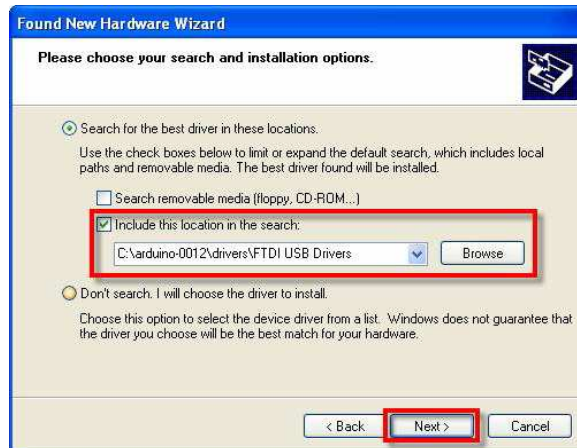 Found New Hardware Wizard
Please choose your search and installation options.
Search for the best driver in these locations.
Use the check boxes below to limit or expand the default search, which includes local
paths and removable media. The best driver found will be installed.
Search removable media (floppy, CD-ROM...)
Include this location in the search:
C:\arduino-0012\drivers\FTDI USB Drivers
Browse
Don't search. I will choose the driver to install.
Choose this option to select the device driver from a list. Windows does not guarantee that
the driver you choose will be the best match for your hardware.
< Back
Next >
Cancel